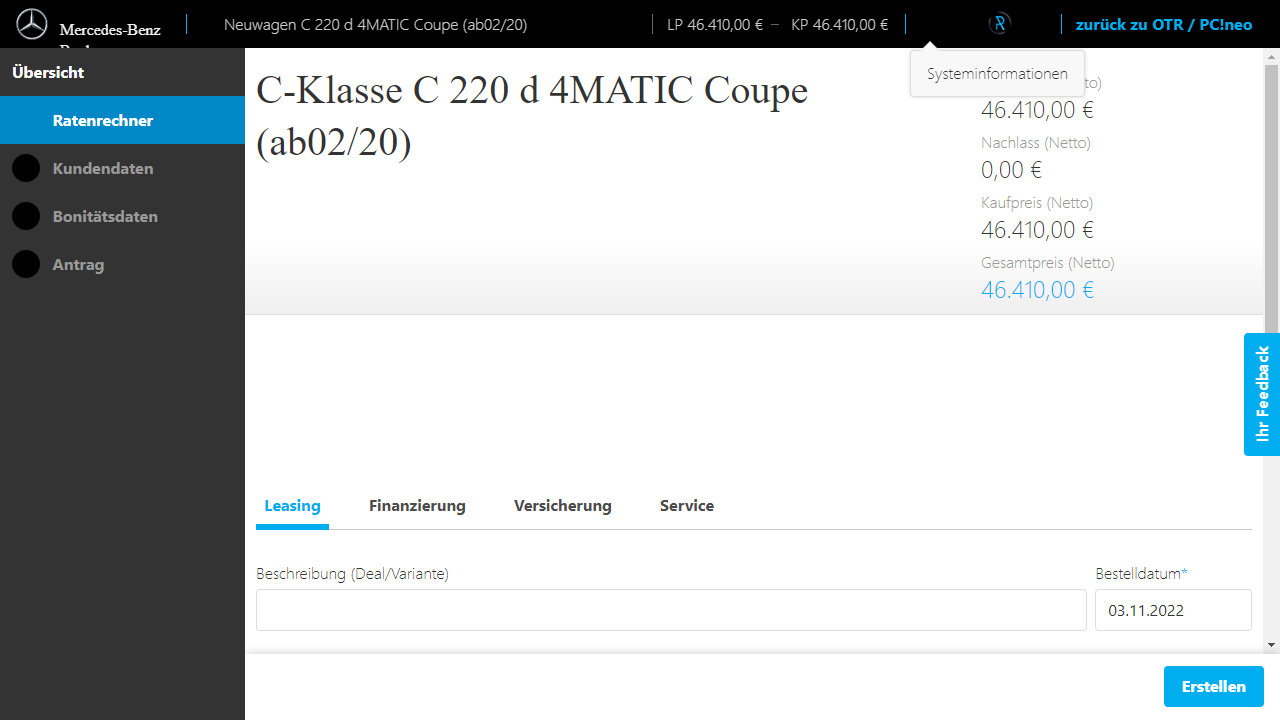 Mercedes-Benz
Neuwagen C 220 d 4MATIC Coupe (ab02/20)
LP 46.410,00 € – KP 46.410,00 €
zurück zu OTR / PC!neo
Übersicht
Ratenrechner
Kundendaten
Bonitätsdaten
Antrag
C-Klasse C 220 d 4MATIC Coupe
(ab02/20)
Systeminformationen
46.410,00 €
Nachlass (Netto)
0,00 €
Kaufpreis (Netto)
46.410,00 €
Gesamtpreis (Netto)
46.410,00 €
Ihr Feedback
Leasing
Finanzierung
Versicherung
Service
Beschreibung (Deal/Variante)
Bestelldatum*
03.11.2022
Erstellen